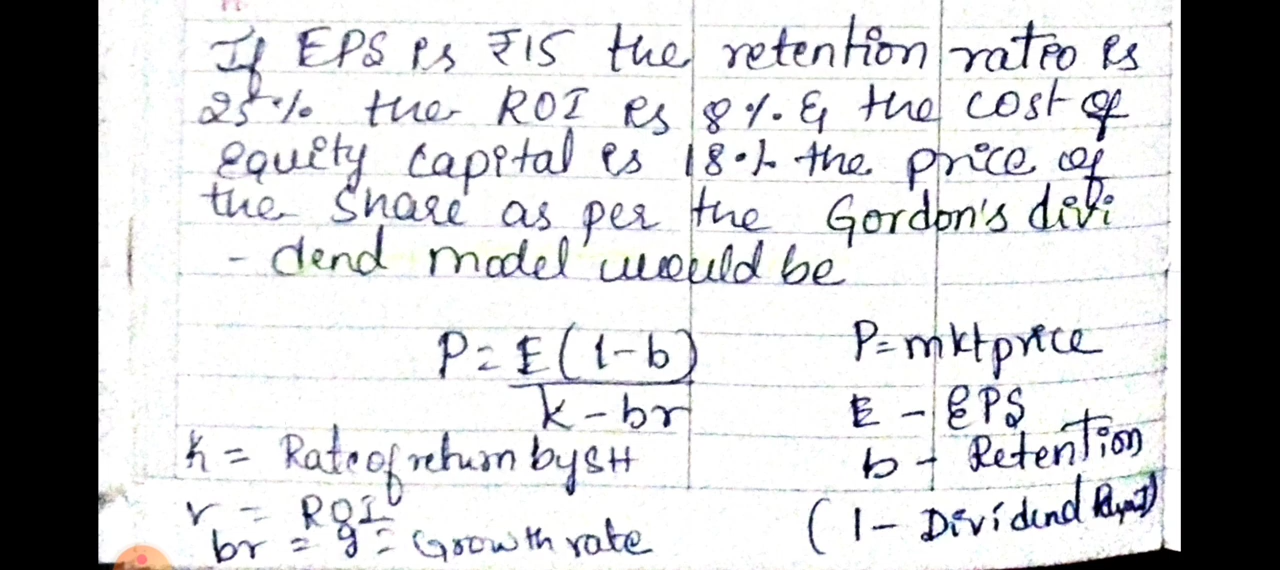 If EPS is ₹15 the retention ratio is
25% the ROI is 8% & the cost of
equity capital is 18% the price of
the share as per the Gordon's divi
- dend model would be
P = E(1-b) P = mkt price
k - br E - EPS
k = Rate of return by SH b - Retention
r = ROI (1 - Dividend
br = g = Growth rate